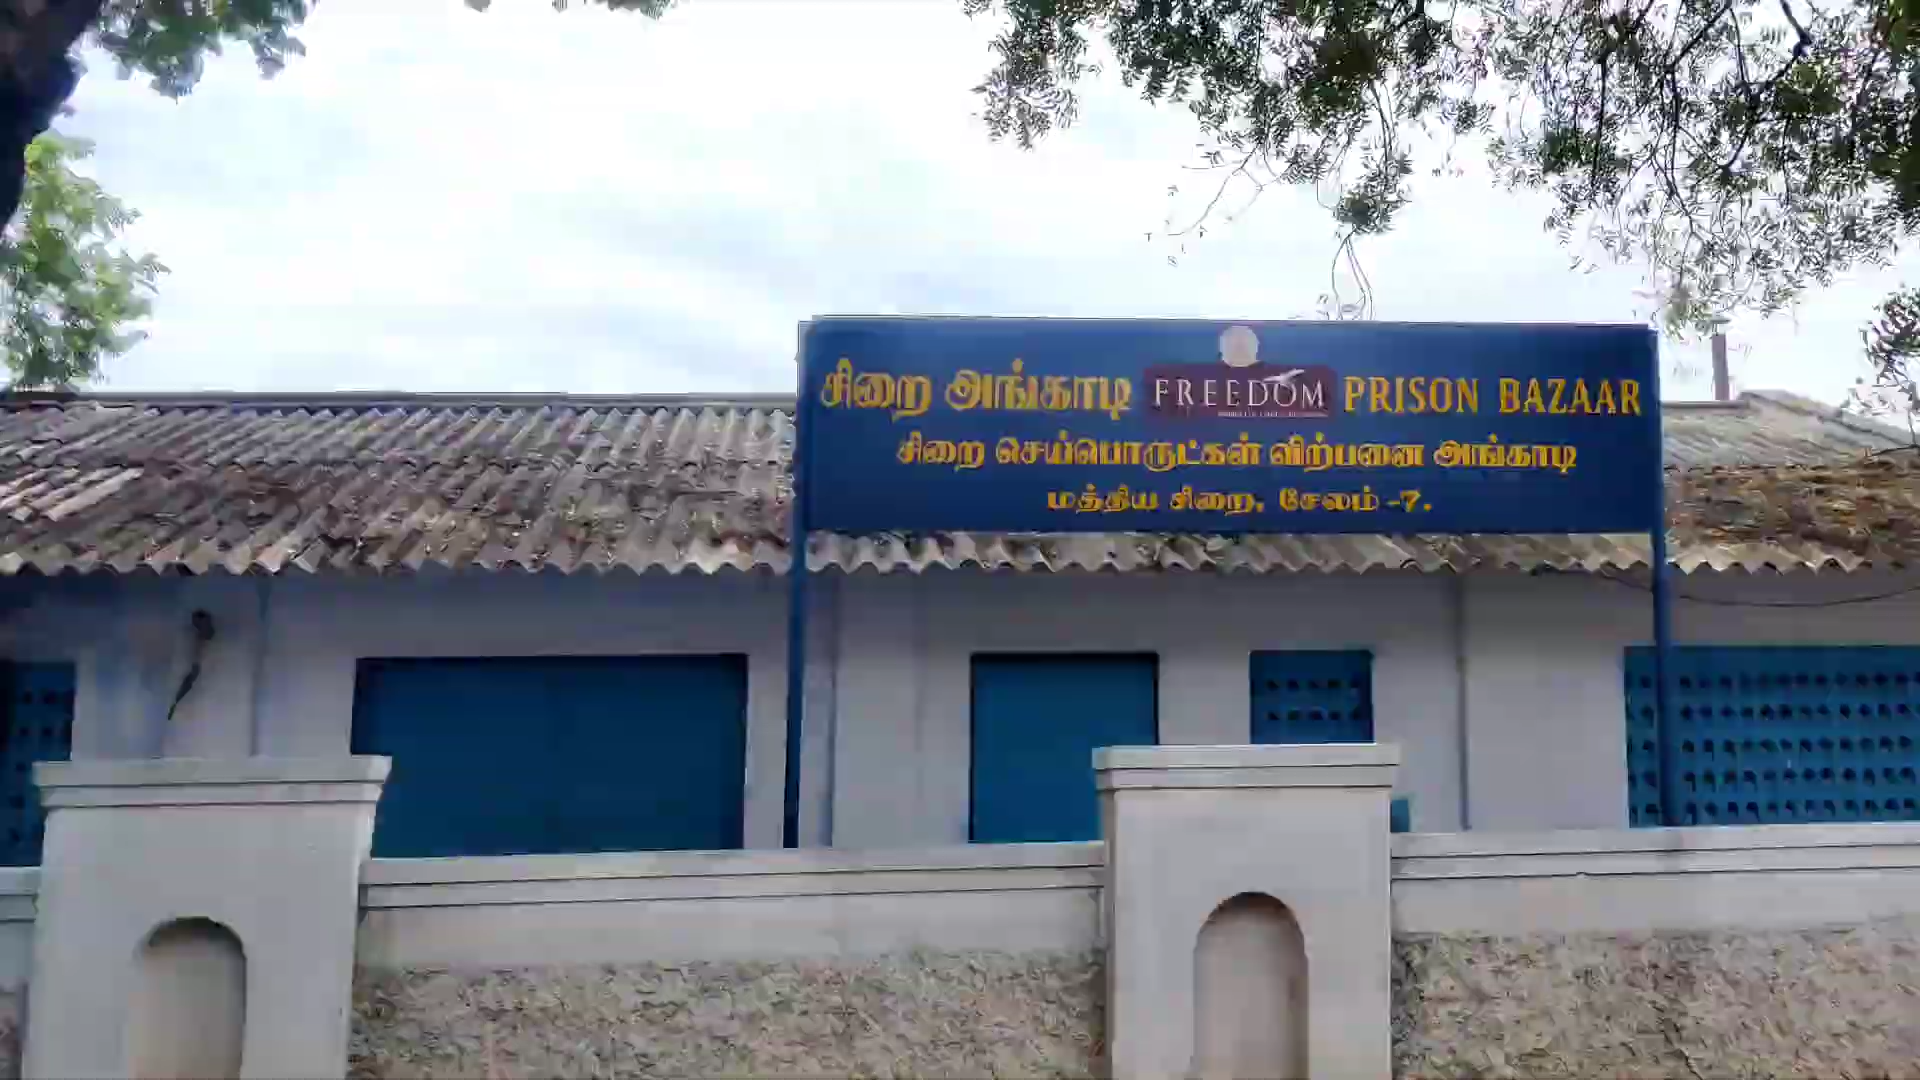 சிறை அங்காடி FREEDOM PRISON BAZAAR
சிறை செய்பொருட்கள் விற்பனை அங்காடி
மத்திய சிறை, சேலம் -7.